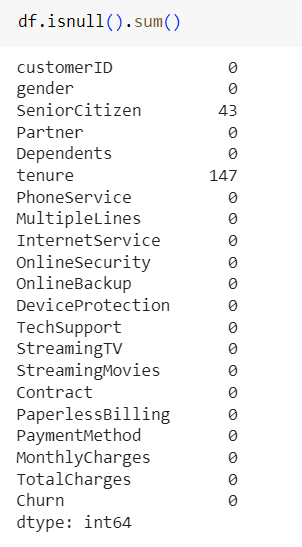 df.isnull().sum()
customerID 0
gender 0
SeniorCitizen 43
Partner 0
Dependents 0
tenure 147
PhoneService 0
MultipleLines 0
InternetService 0
OnlineSecurity 0
OnlineBackup 0
DeviceProtection 0
TechSupport 0
StreamingTV 0
StreamingMovies 0
Contract 0
PaperlessBilling 0
PaymentMethod 0
MonthlyCharges 0
TotalCharges 0
Churn 0
dtype: int64